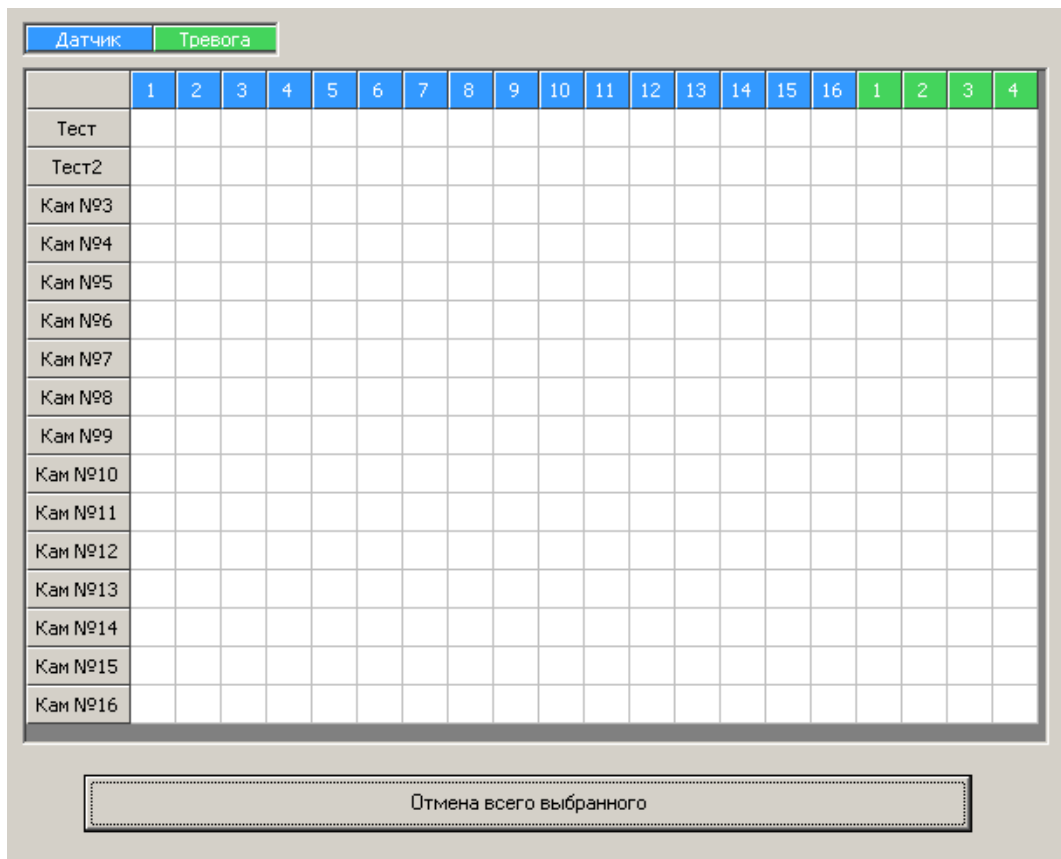 Датчик Тревога
1 2 3 4 5 6 7 8 9 10 11 12 13 14 15 16 1 2 3 4
Тест
Тест2
Кам №3
Кам №4
Кам №5
Кам №6
Кам №7
Кам №8
Кам №9
Кам №10
Кам №11
Кам №12
Кам №13
Кам №14
Кам №15
Кам №16
Отмена всего выбранного